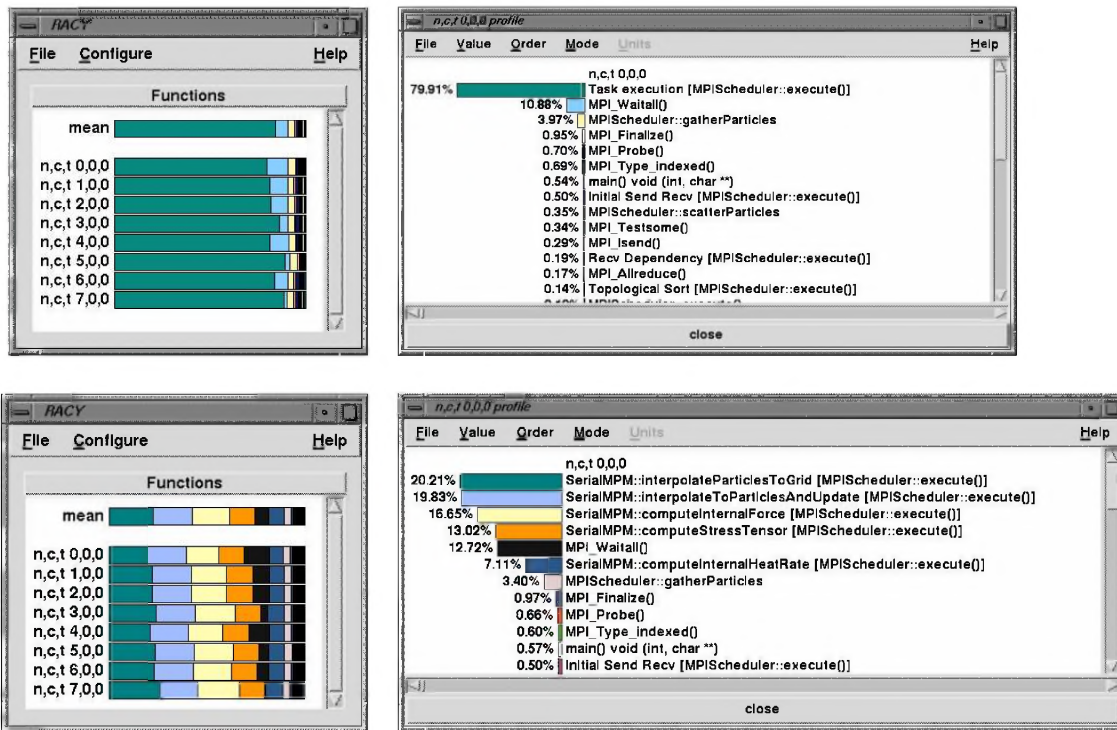 RACY
File Configure Help
Functions
mean
n,c,t 0,0,0
n,c,t 1,0,0
n,c,t 2,0,0
n,c,t 3,0,0
n,c,t 4,0,0
n,c,t 5,0,0
n,c,t 6,0,0
n,c,t 7,0,0
n,c,t 0,0,0 profile
File Value Order Mode Units Help
n,c,t 0,0,0
79.91% Task execution [MPIScheduler::execute()]
10.88% MPI_Waitall()
3.97% MPIScheduler::gatherParticles
0.95% MPI_Finalize()
0.70% MPI_Probe()
0.69% MPI_Type_indexed()
0.54% main() void (int, char **)
0.50% Initial Send Recv [MPIScheduler::execute()]
0.35% MPIScheduler::scatterParticles
0.34% MPI_Testsome()
0.29% MPI_Isend()
0.19% Recv Dependency [MPIScheduler::execute()]
0.17% MPI_Allreduce()
0.14% Topological Sort [MPIScheduler::execute()]
close
RACY
File Configure Help
Functions
mean
n,c,t 0,0,0
n,c,t 1,0,0
n,c,t 2,0,0
n,c,t 3,0,0
n,c,t 4,0,0
n,c,t 5,0,0
n,c,t 6,0,0
n,c,t 7,0,0
n,c,t 0,0,0 profile
File Value Order Mode Units Help
n,c,t 0,0,0
20.21% SerialMPM::interpolateParticlesToGrid [MPIScheduler::execute()]
19.83% SerialMPM::interpolateToParticlesAndUpdate [MPIScheduler::execute()]
16.65% SerialMPM::computeInternalForce [MPIScheduler::execute()]
13.02% SerialMPM::computeStressTensor [MPIScheduler::execute()]
12.72% MPI_Waitall()
7.11% SerialMPM::computeInternalHeatRate [MPIScheduler::execute()]
3.40% MPIScheduler::gatherParticles
0.97% MPI_Finalize()
0.66% MPI_Probe()
0.60% MPI_Type_indexed()
0.57% main() void (int, char **)
0.50% Initial Send Recv [MPIScheduler::execute()]
close